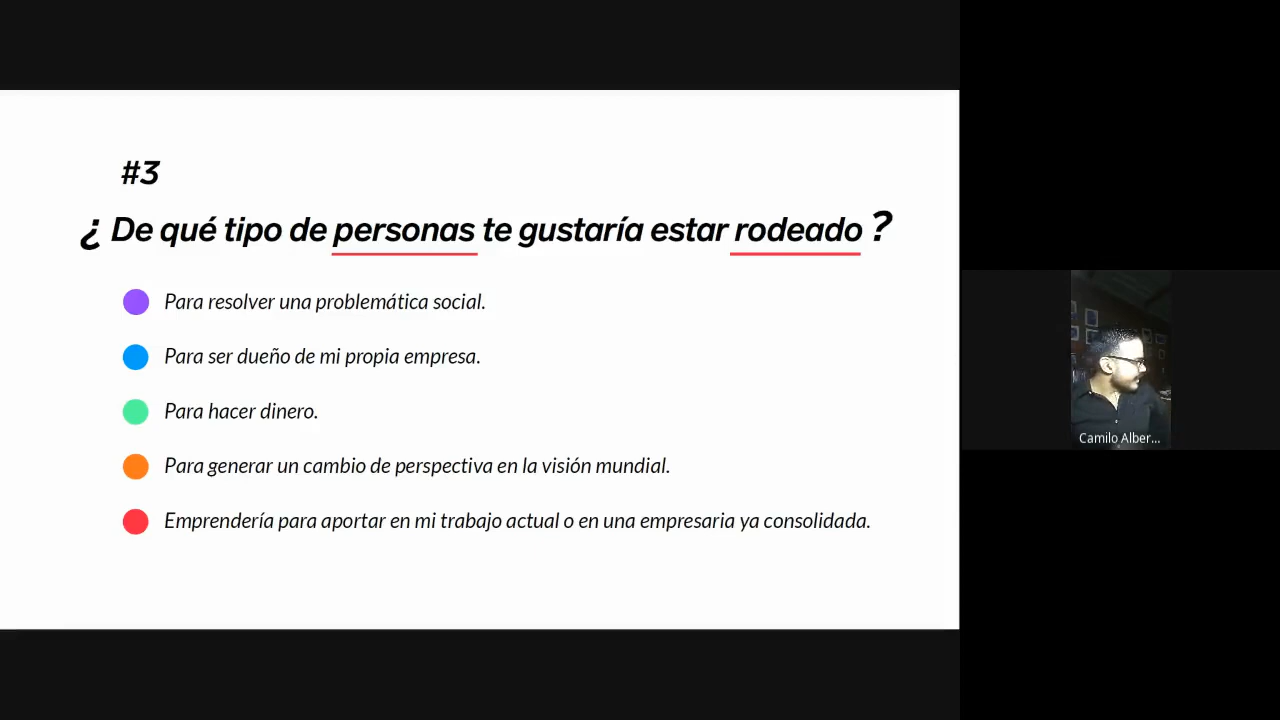 #3
¿ De qué tipo de personas te gustaría estar rodeado ?
Para resolver una problemática social.
Para ser dueño de mi propia empresa.
Para hacer dinero.
Para generar un cambio de perspectiva en la visión mundial.
Emprendería para aportar en mi trabajo actual o en una empresaria ya consolidada.
Camilo Alber...